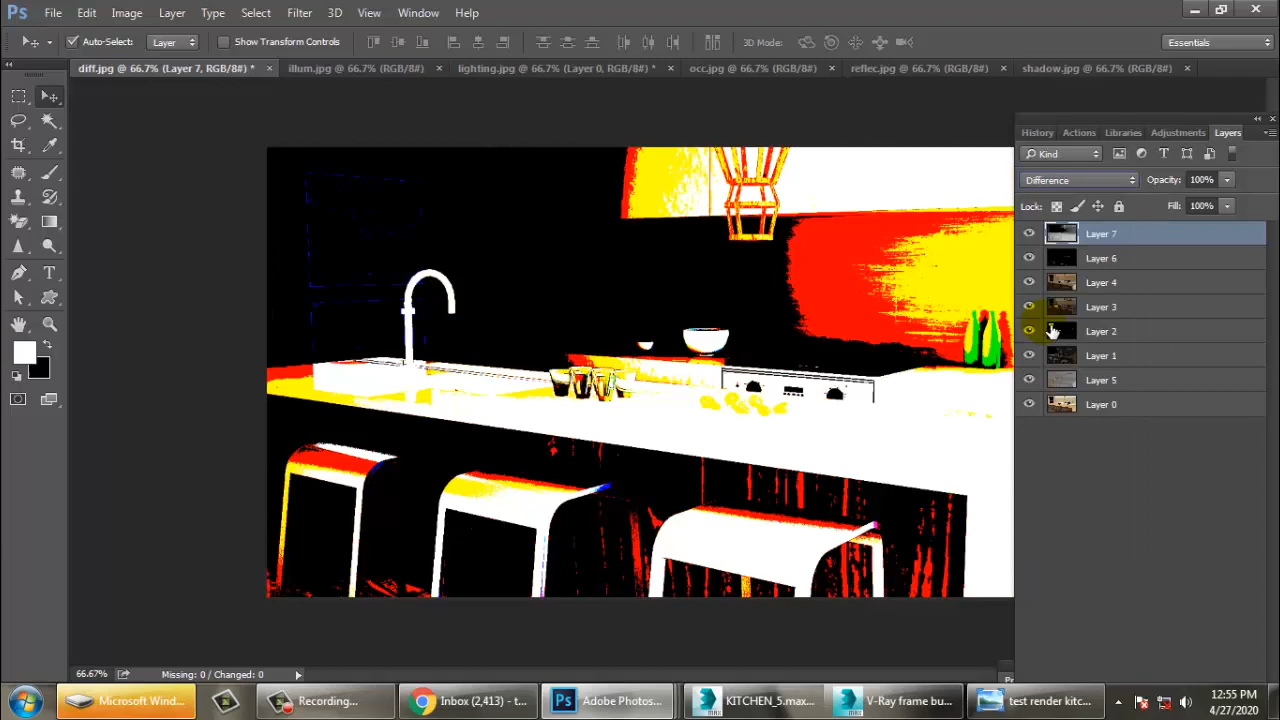 Ps File Edit Image Layer Type Select Filter 3D View Window Help
Auto-Select: Layer Show Transform Controls 3D Mode: Essentials
diff.jpg @ 66.7% (Layer 7, RGB/8#) * × illum.jpg @ 66.7% (RGB/8#) × lighting.jpg @ 66.7% (Layer 0, RGB/8#) * × occ.jpg @ 66.7% (RGB/8#) × reflec.jpg @ 66.7% (RGB/8#) × shadow.jpg @ 66.7% (RGB/8#) ×
History Actions Libraries Adjustments Layers
Kind
Difference Opacity: 100%
Lock: Fill: 100%
Layer 7
Layer 6
Layer 4
Layer 3
Layer 2
Layer 1
Layer 5
Layer 0
66.67% Missing: 0 / Changed: 0
Microsoft Wind... Recording... Inbox (2,413) - t... Ps Adobe Photos... MAX KITCHEN_5.max... MAX V-Ray frame bu... test render kitc... 12:55 PM
4/27/2020